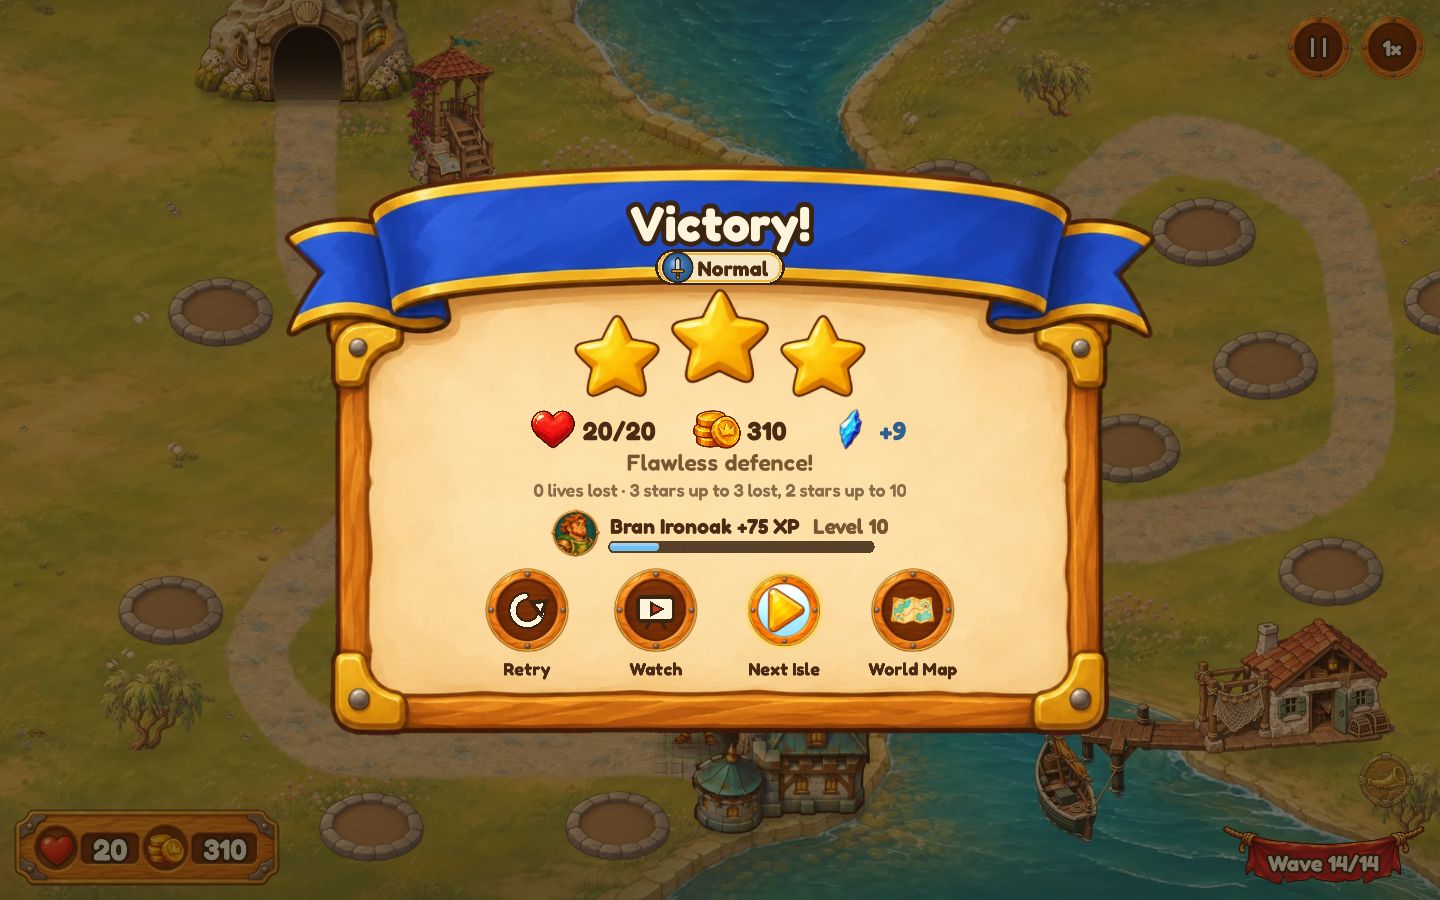 1x
Victory!
Normal
20/20 310 +9
Flawless defence!
0 lives lost · 3 stars up to 3 lost, 2 stars up to 10
Bran Ironoak +75 XP Level 10
Retry Watch Next Isle World Map
20 310
Wave 14/14